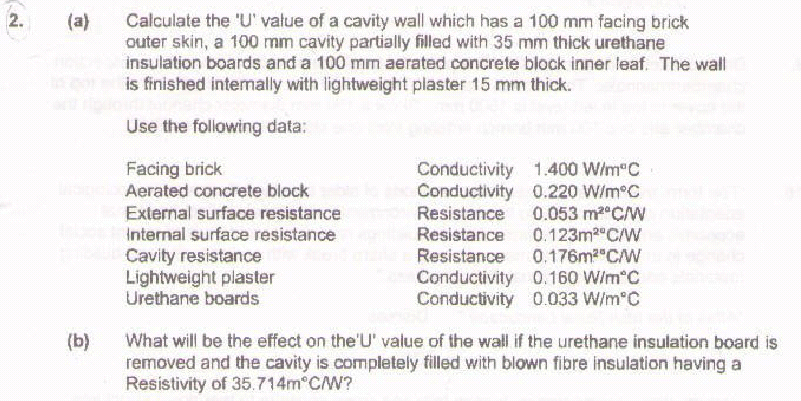 2. (a) Calculate the 'U' value of a cavity wall which has a 100 mm facing brick
outer skin, a 100 mm cavity partially filled with 35 mm thick urethane
insulation boards and a 100 mm aerated concrete block inner leaf. The wall
is finished internally with lightweight plaster 15 mm thick.
Use the following data:
Facing brick Conductivity 1.400 W/m°C
Aerated concrete block Conductivity 0.220 W/m°C
External surface resistance Resistance 0.053 m²°C/W
Internal surface resistance Resistance 0.123m²°C/W
Cavity resistance Resistance 0.176m²°C/W
Lightweight plaster Conductivity 0.160 W/m°C
Urethane boards Conductivity 0.033 W/m°C
(b) What will be the effect on the'U' value of the wall if the urethane insulation board is
removed and the cavity is completely filled with blown fibre insulation having a
Resistivity of 35.714m°C/W?